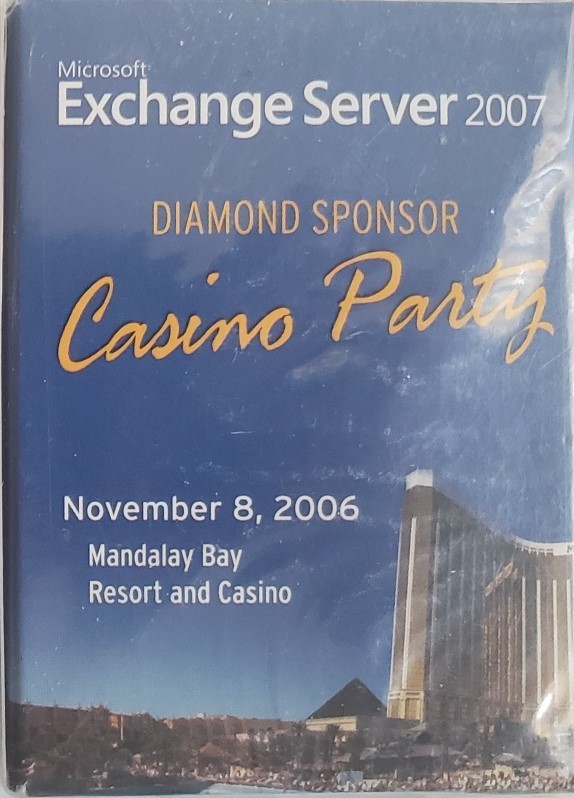 Microsoft
Exchange Server 2007
DIAMOND SPONSOR
Casino Party
November 8, 2006
Mandalay Bay
Resort and Casino